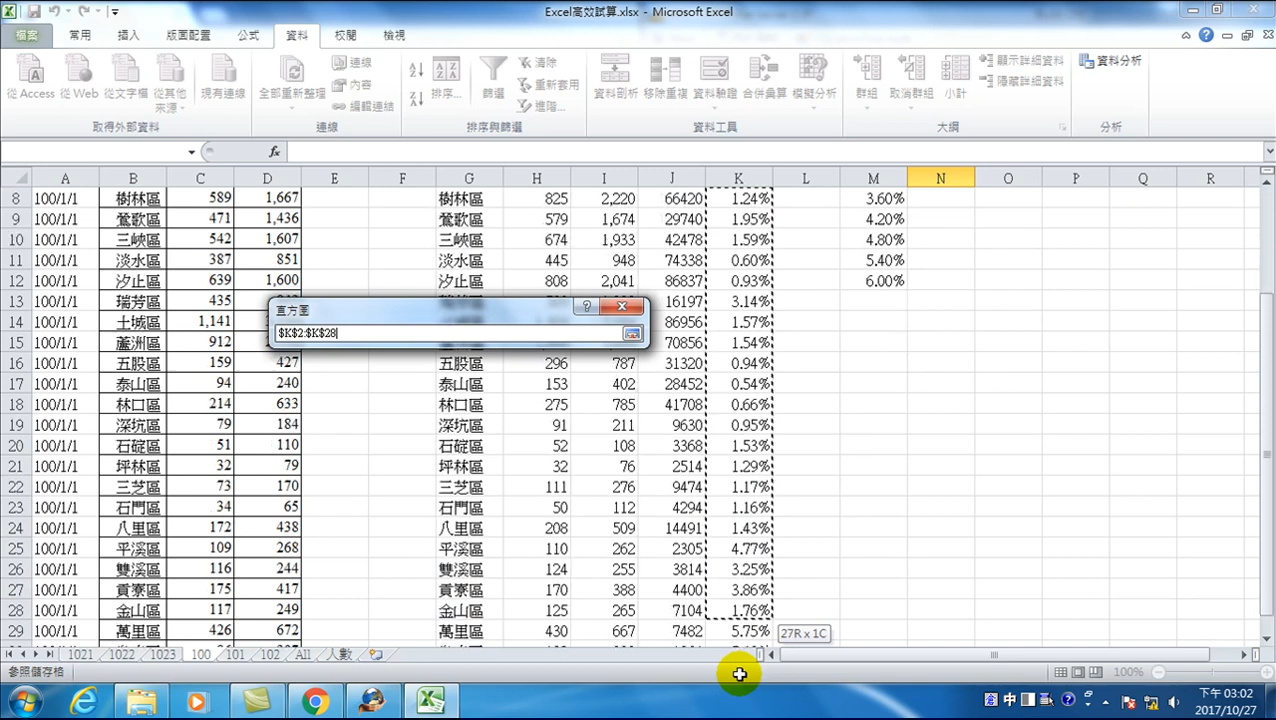 Excel高效試算.xlsx - Microsoft Excel
檔案 常用 插入 版面配置 公式 資料 校閱 檢視
從 Access 從 Web 從文字檔 從其他來源 現有連線 全部重新整理 連線 內容 編輯連結 排序... 篩選 清除 重新套用 進階... 資料剖析 移除重複 資料驗證 合併彙算 模擬分析 群組 取消群組 小計 顯示詳細資料 隱藏詳細資料 資料分析
取得外部資料 連線 排序與篩選 資料工具 大綱 分析
fx
A B C D E F G H I J K L M N O P Q R
8 100/1/1 樹林區 589 1,667 樹林區 825 2,220 66420 1.24% 3.60%
9 100/1/1 鶯歌區 471 1,436 鶯歌區 579 1,674 29740 1.95% 4.20%
10 100/1/1 三峽區 542 1,607 三峽區 674 1,933 42478 1.59% 4.80%
11 100/1/1 淡水區 387 851 淡水區 445 948 74338 0.60% 5.40%
12 100/1/1 汐止區 639 1,600 汐止區 808 2,041 86837 0.93% 6.00%
13 100/1/1 瑞芳區 435 16197 3.14%
直方圖
14 100/1/1 土城區 1,141 86956 1.57%
$K$2:$K$28
15 100/1/1 蘆洲區 912 蘆洲區 70856 1.54%
16 100/1/1 五股區 159 427 五股區 296 787 31320 0.94%
17 100/1/1 泰山區 94 240 泰山區 153 402 28452 0.54%
18 100/1/1 林口區 214 633 林口區 275 785 41708 0.66%
19 100/1/1 深坑區 79 184 深坑區 91 211 9630 0.95%
20 100/1/1 石碇區 51 110 石碇區 52 108 3368 1.53%
21 100/1/1 坪林區 32 79 坪林區 32 76 2514 1.29%
22 100/1/1 三芝區 73 170 三芝區 111 276 9474 1.17%
23 100/1/1 石門區 34 65 石門區 50 112 4294 1.16%
24 100/1/1 八里區 172 438 八里區 208 509 14491 1.43%
25 100/1/1 平溪區 109 268 平溪區 110 262 2305 4.77%
26 100/1/1 雙溪區 116 244 雙溪區 124 255 3814 3.25%
27 100/1/1 貢寮區 175 417 貢寮區 170 388 4400 3.86%
28 100/1/1 金山區 117 249 金山區 125 265 7104 1.76%
29 100/1/1 萬里區 426 672 萬里區 430 667 7482 5.75%
27R x 1C
1021 1022 1023 100 101 102 All 人數
參照儲存格 100%
中 下午 03:02
2017/10/27